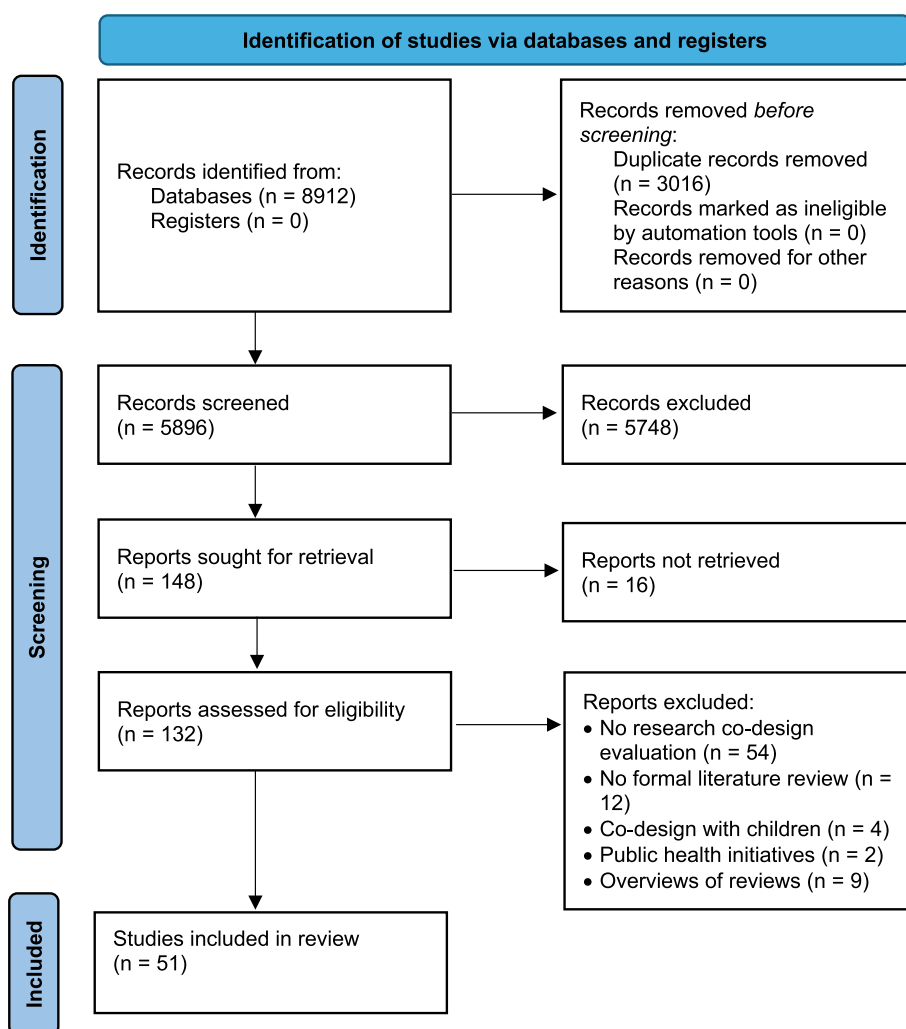 Identification of studies via databases and registers
Identification
Records identified from:
Databases (n = 8912)
Registers (n = 0)
Records removed before
screening:
Duplicate records removed
(n = 3016)
Records marked as ineligible
by automation tools (n = 0)
Records removed for other
reasons (n = 0)
Screening
Records screened
(n = 5896)
Records excluded
(n = 5748)
Reports sought for retrieval
(n = 148)
Reports not retrieved
(n = 16)
Reports assessed for eligibility
(n = 132)
Reports excluded:
• No research co-design
evaluation (n = 54)
• No formal literature review (n =
12)
• Co-design with children (n = 4)
• Public health initiatives (n = 2)
• Overviews of reviews (n = 9)
Included
Studies included in review
(n = 51)